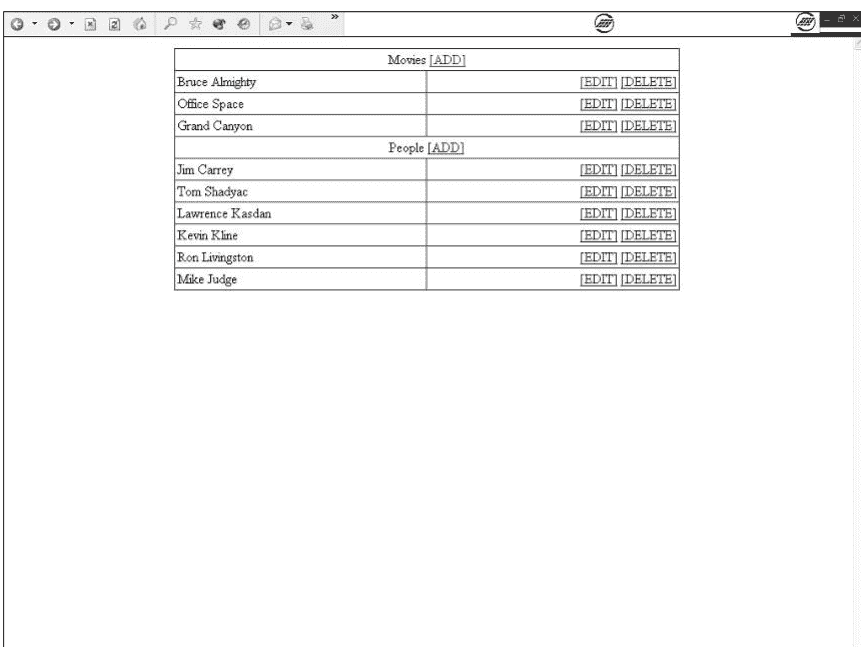 Movies [ADD]
Bruce Almighty [EDIT] [DELETE]
Office Space [EDIT] [DELETE]
Grand Canyon [EDIT] [DELETE]
People [ADD]
Jim Carrey [EDIT] [DELETE]
Tom Shadyac [EDIT] [DELETE]
Lawrence Kasdan [EDIT] [DELETE]
Kevin Kline [EDIT] [DELETE]
Ron Livingston [EDIT] [DELETE]
Mike Judge [EDIT] [DELETE]